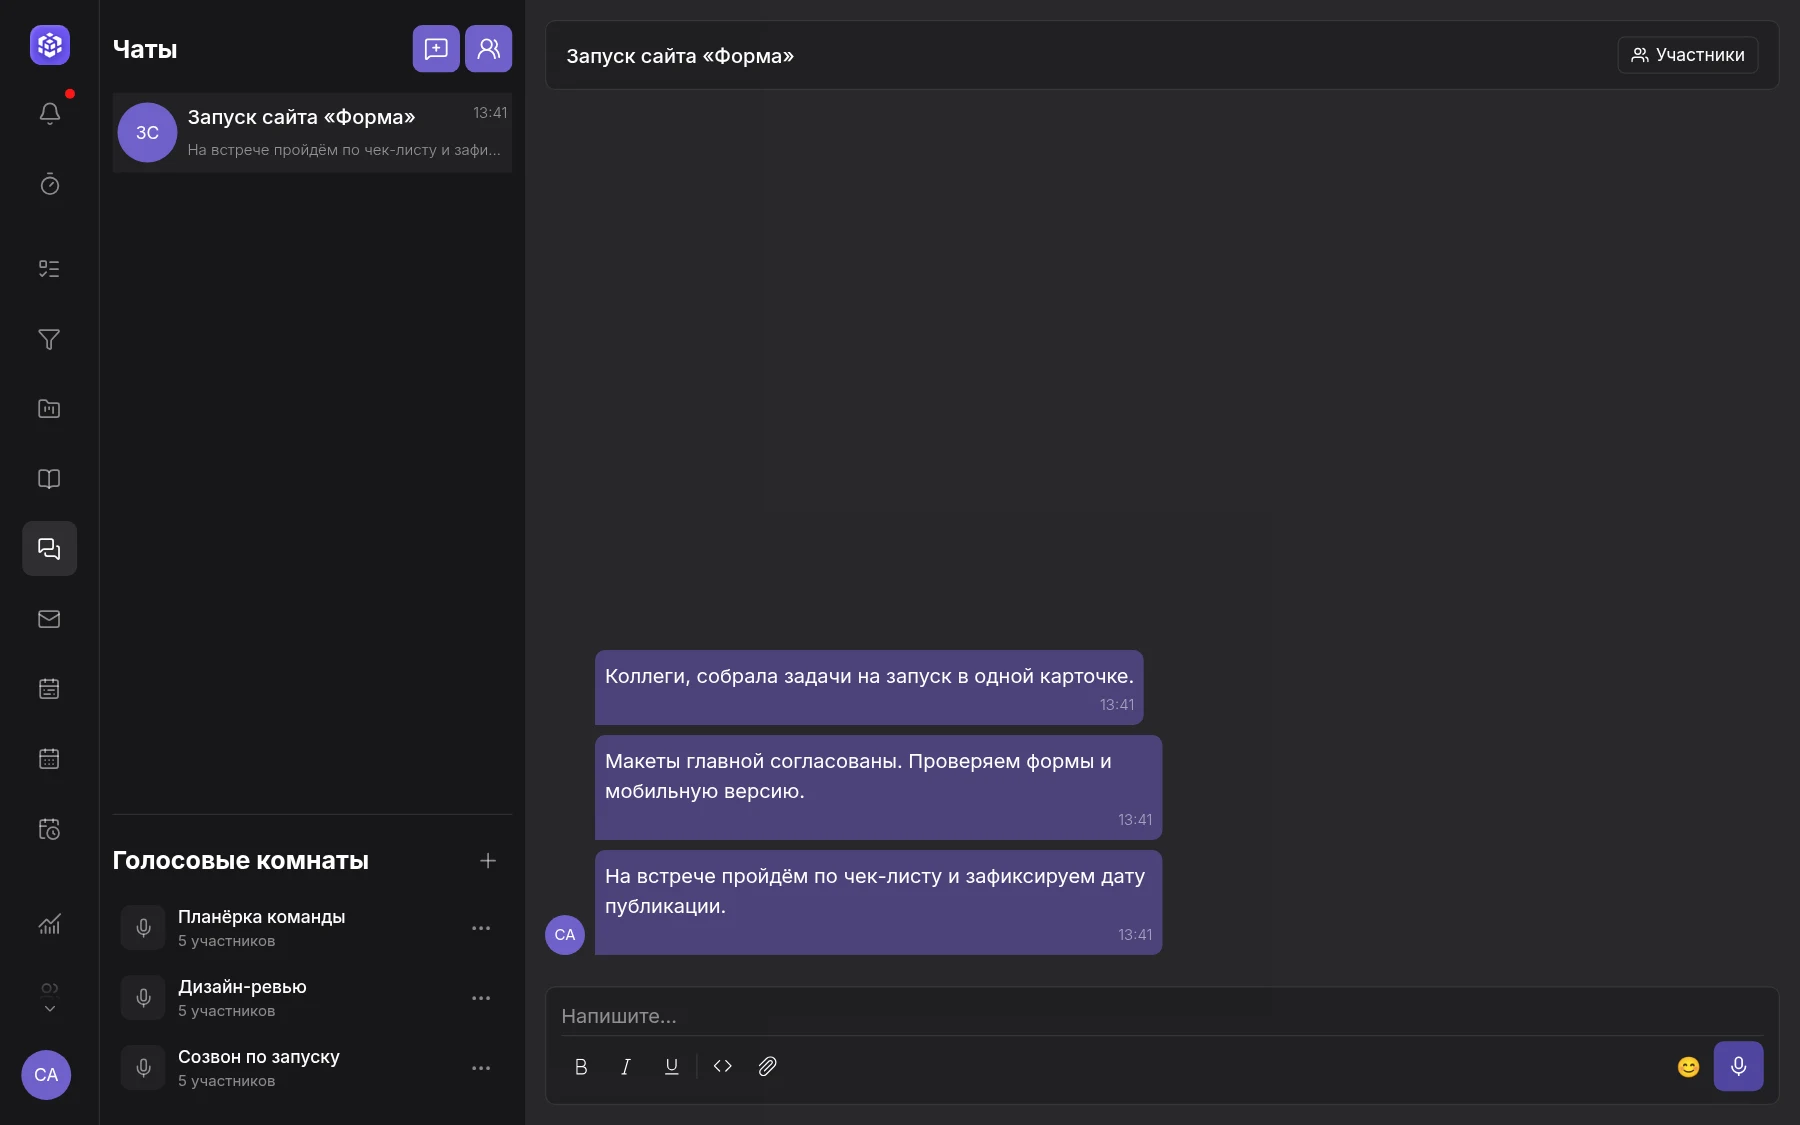 Чаты
ЗС
Запуск сайта «Форма»
13:41
На встрече пройдём по чек-листу и зафи...
Голосовые комнаты
Планёрка команды
5 участников
Дизайн-ревью
5 участников
Созвон по запуску
5 участников
СА
Запуск сайта «Форма»
Участники
Коллеги, собрала задачи на запуск в одной карточке.
13:41
Макеты главной согласованы. Проверяем формы и
мобильную версию.
13:41
На встрече пройдём по чек-листу и зафиксируем дату
публикации.
13:41
СА
Напишите...
B I U